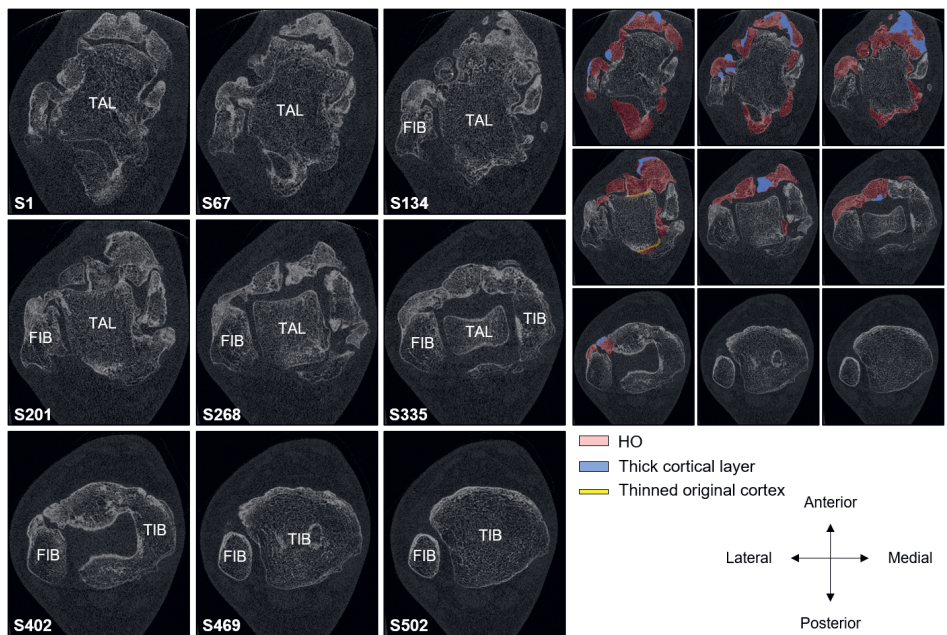 TAL
S1
TAL
S67
FIB
TAL
S134
FIB
TAL
S201
FIB
TAL
S268
FIB
TAL
TIB
S335
FIB
TIB
S402
FIB
TIB
S469
FIB
TIB
S502
HO
Thick cortical layer
Thinned original cortex
Anterior
Lateral
Medial
Posterior